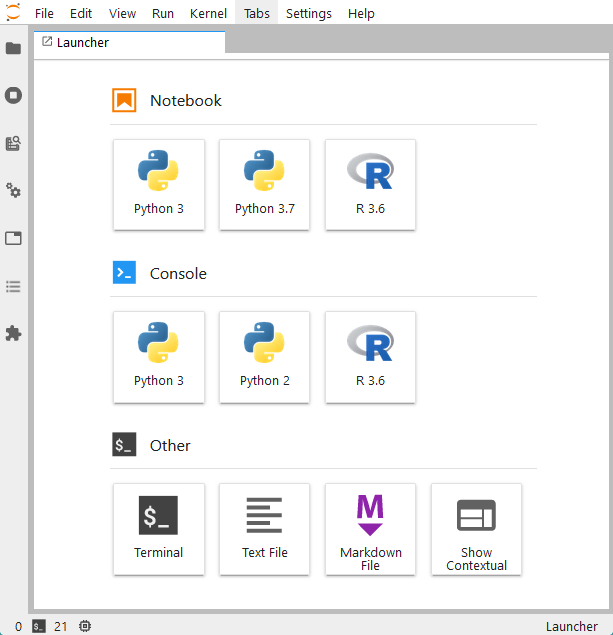 File Edit View Run Kernel Tabs Settings Help
Launcher
Notebook
Python 3 Python 3.7 R 3.6
Console
Python 3 Python 2 R 3.6
Other
$_ M
Terminal Text File Markdown Show
File Contextual
0 $_ 21 Launcher